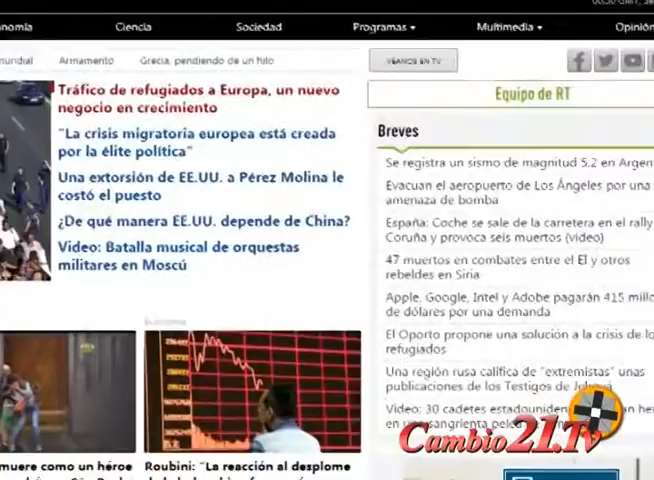 Ciencia
Sociedad
Programas
Multimedia
Armamento
Grecia, pendiendo de un hilo
VÉANOS EN TV
Tráfico de refugiados a Europa, un nuevo
negocio en crecimiento
"La crisis migratoria europea está creada
por la élite política"
Una extorsión de EE.UU. a Pérez Molina le
costó el puesto
¿De qué manera EE.UU. depende de China?
Video: Batalla musical de orquestas
militares en Moscú
Equipo de RT
Breves
Se registra un sismo de magnitud 5.2 en Argen
Evacuan el aeropuerto de Los Ángeles por una
amenaza de bomba
España: Coche se sale de la carretera en el rally
Coruña y provoca seis muertos (video)
47 muertos en combates entre el EI y otros
rebeldes en Siria
Apple, Google, Intel y Adobe pagarán 415 millo
de dólares por una demanda
El Oporto propone una solución a la crisis de lo
refugiados
Una región rusa califica de "extremistas" unas
publicaciones de los Testigos de
Video: 30 cadetes
sangrienta
Economía
muere como un héroe
Roubini: "La reacción al desplome
Cambio21.Tv